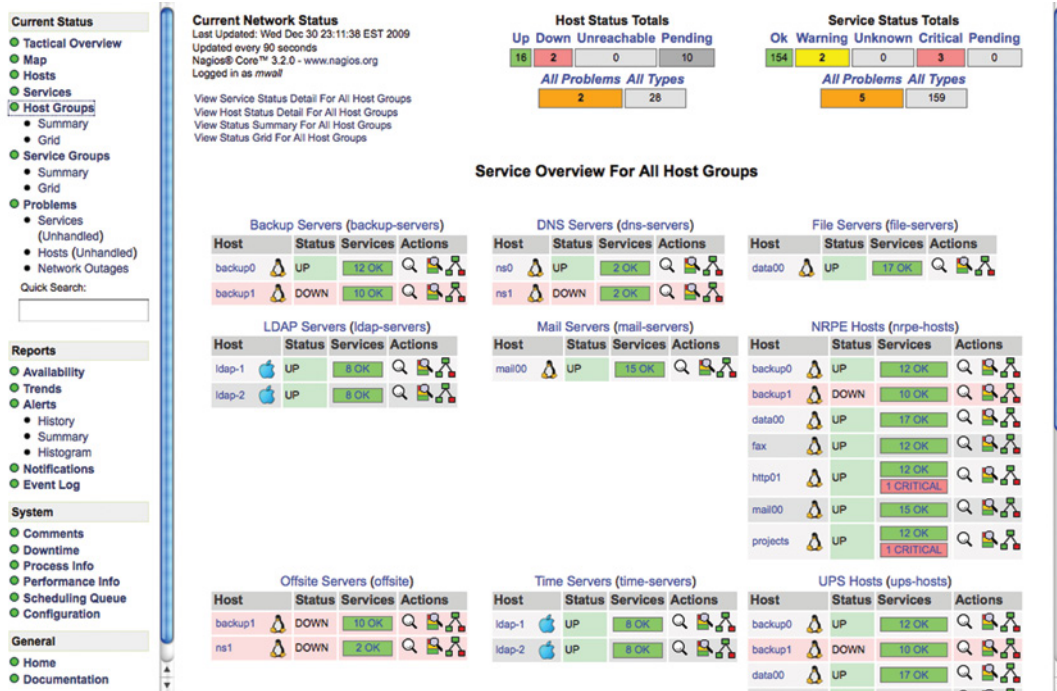 Current Status
Tactical Overview
Map
Hosts
Services
Host Groups
Summary
Grid
Service Groups
Summary
Grid
Problems
Services
(Unhandled)
Hosts (Unhandled)
Network Outages
Quick Search:
Reports
Availability
Trends
Alerts
History
Summary
Histogram
Notifications
Event Log
System
Comments
Downtime
Process Info
Performance Info
Scheduling Queue
Configuration
General
Home
Documentation
Current Network Status
Last Updated: Wed Dec 30 23:11:38 EST 2009
Updated every 90 seconds
Nagios® Core™ 3.2.0 - www.nagios.org
Logged in as mwall
View Service Status Detail For All Host Groups
View Host Status Detail For All Host Groups
View Status Summary For All Host Groups
View Status Grid For All Host Groups
Host Status Totals
Up Down Unreachable Pending
16 2 0 10
All Problems All Types
2 28
Service Status Totals
Ok Warning Unknown Critical Pending
154 2 0 3 0
All Problems All Types
5 159
Service Overview For All Host Groups
Backup Servers (backup-servers)
Host Status Services Actions
backup0 UP 12 OK
backup1 DOWN 10 OK
DNS Servers (dns-servers)
Host Status Services Actions
ns0 UP 2 OK
ns1 DOWN 2 OK
File Servers (file-servers)
Host Status Services Actions
data00 UP 17 OK
LDAP Servers (ldap-servers)
Host Status Services Actions
ldap-1 UP 8 OK
ldap-2 UP 8 OK
Mail Servers (mail-servers)
Host Status Services Actions
mail00 UP 15 OK
NRPE Hosts (nrpe-hosts)
Host Status Services Actions
backup0 UP 12 OK
backup1 DOWN 10 OK
data00 UP 17 OK
fax UP 12 OK
http01 UP 12 OK
1 CRITICAL
mail00 UP 15 OK
projects UP 12 OK
1 CRITICAL
Offsite Servers (offsite)
Host Status Services Actions
backup1 DOWN 10 OK
ns1 DOWN 2 OK
Time Servers (time-servers)
Host Status Services Actions
ldap-1 UP 8 OK
ldap-2 UP 8 OK
UPS Hosts (ups-hosts)
Host Status Services Actions
backup0 UP 12 OK
backup1 DOWN 10 OK
data00 UP 17 OK